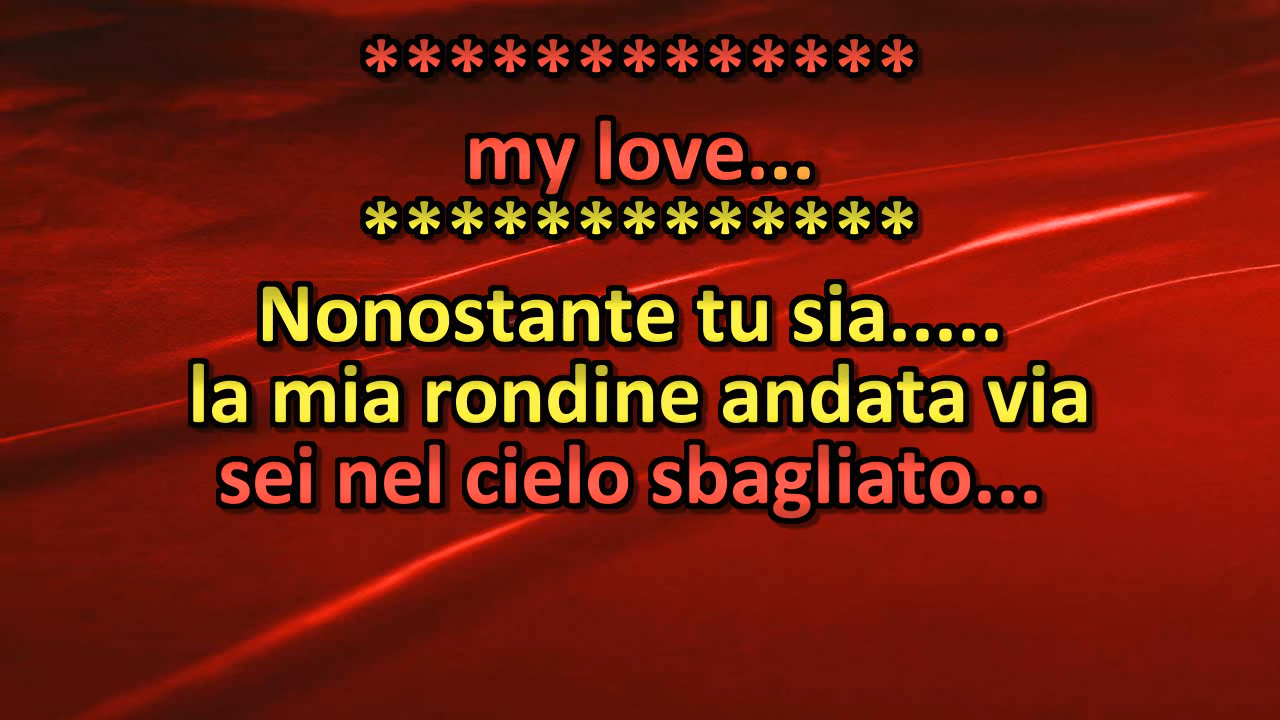 *************
my love...
*************
Nonostante tu sia.....
la mia rondine andata via
sei nel cielo sbagliato...